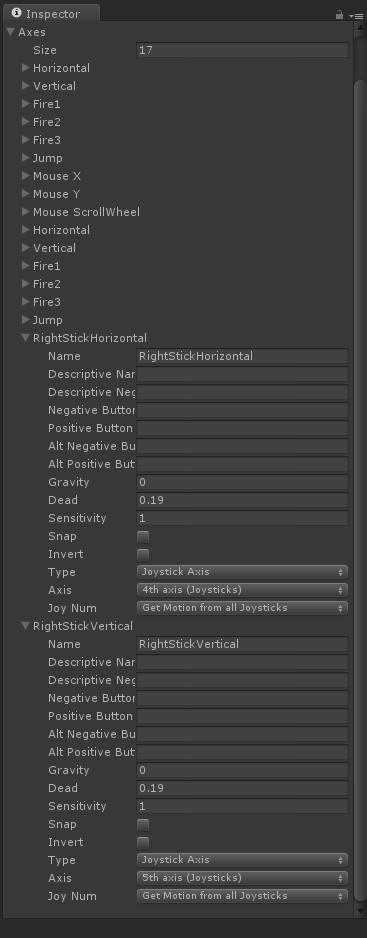 Inspector
Axes
Size 17
Horizontal
Vertical
Fire1
Fire2
Fire3
Jump
Mouse X
Mouse Y
Mouse ScrollWheel
Horizontal
Vertical
Fire1
Fire2
Fire3
Jump
RightStickHorizontal
Name RightStickHorizontal
Descriptive Nar
Descriptive Neg
Negative Button
Positive Button
Alt Negative Bu
Alt Positive But
Gravity 0
Dead 0.19
Sensitivity 1
Snap
Invert
Type Joystick Axis
Axis 4th axis (Joysticks)
Joy Num Get Motion from all Joysticks
RightStickVertical
Name RightStickVertical
Descriptive Nar
Descriptive Neg
Negative Button
Positive Button
Alt Negative Bu
Alt Positive But
Gravity 0
Dead 0.19
Sensitivity 1
Snap
Invert
Type Joystick Axis
Axis 5th axis (Joysticks)
Joy Num Get Motion from all Joysticks